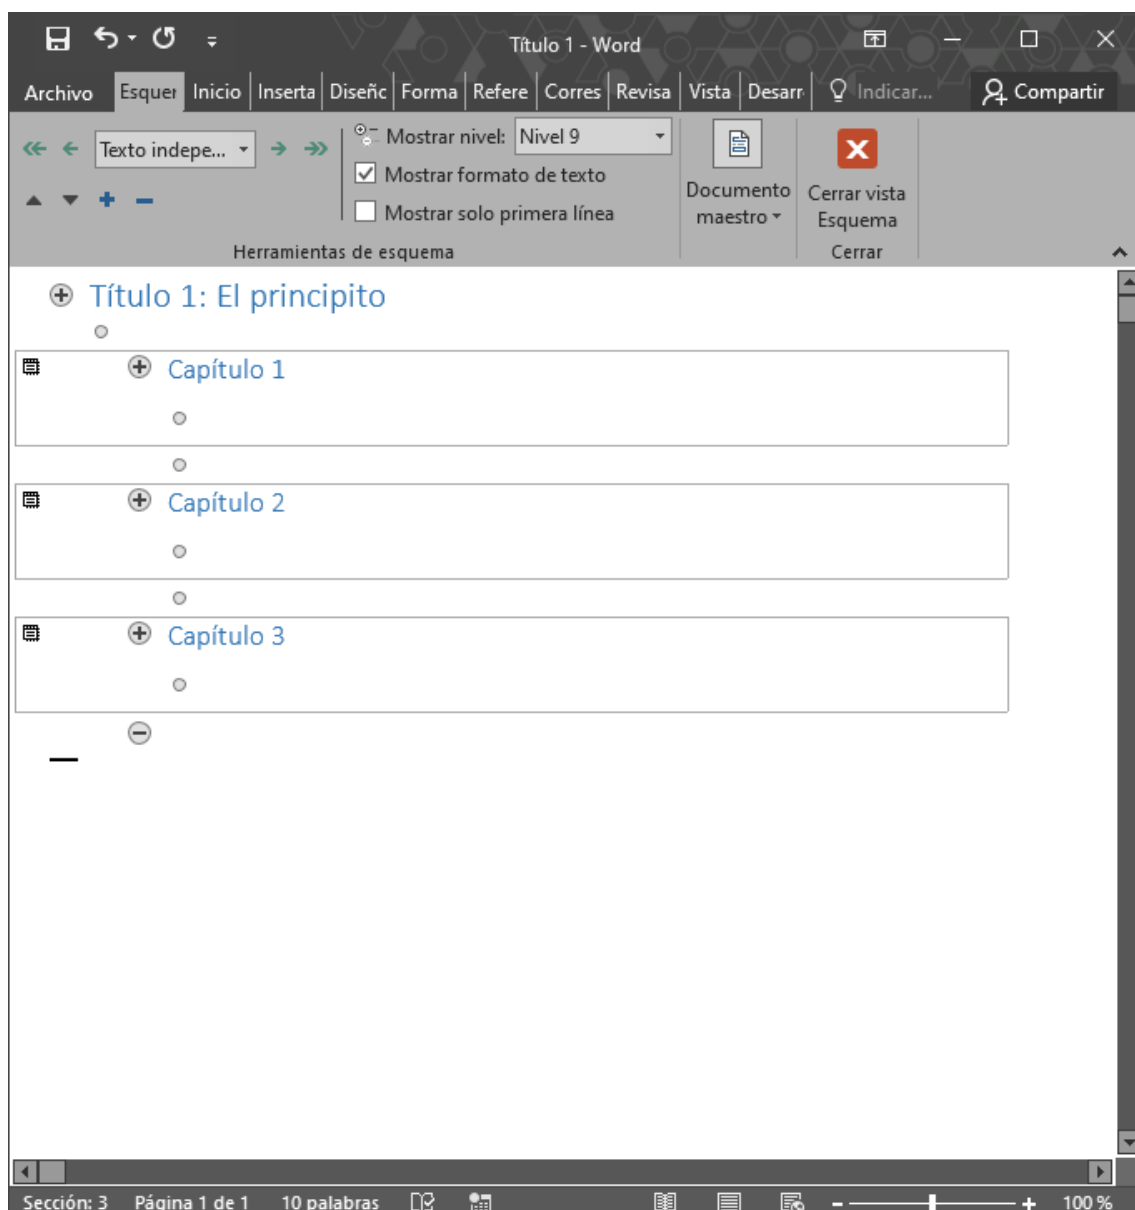 Título 1 - Word
Archivo Esquer Inicio Inserta Diseñc Forma Refere Corres Revisa Vista Desarr Indicar... Compartir
Texto indepe... Mostrar nivel: Nivel 9
Mostrar formato de texto
Mostrar solo primera línea
Documento maestro
Cerrar vista Esquema
Herramientas de esquema Cerrar
Título 1: El principito
Capítulo 1
Capítulo 2
Capítulo 3
Sección: 3 Página 1 de 1 10 palabras 100 %